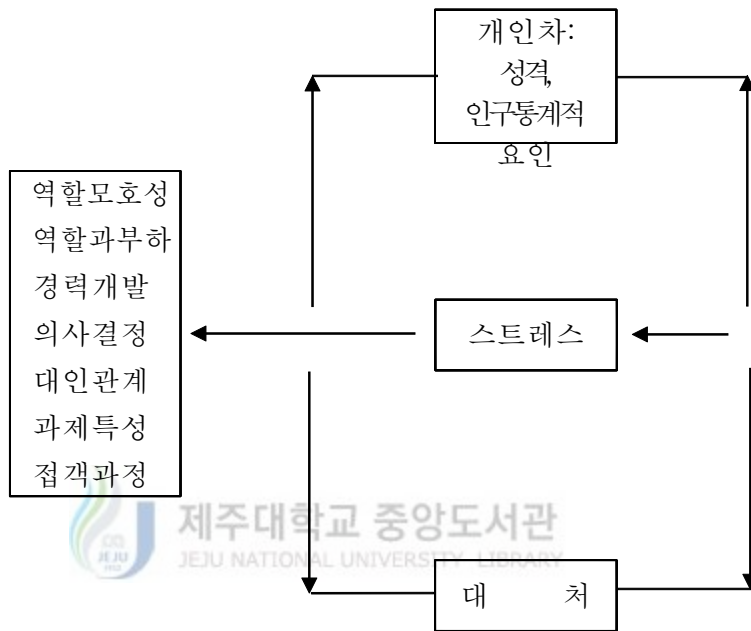 개인차:
성격,
인구통계적
요인
역할모호성
역할과부하
경력개발
의사결정
대인관계
과제특성
접객과정
스트레스
제주대학교 중앙도서관
JEJU NATIONAL UNIVERSITY LIBRARY
JEJU
1952
대 처